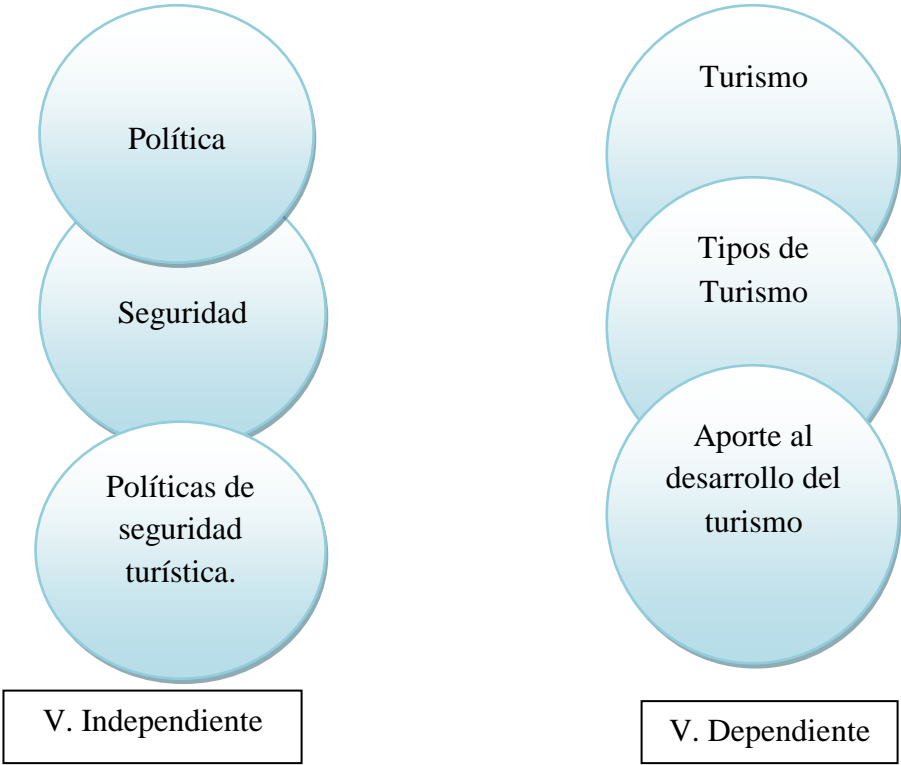 Política
Seguridad
Políticas de
seguridad
turística.
V. Independiente
Turismo
Tipos de
Turismo
Aporte al
desarrollo del
turismo
V. Dependiente